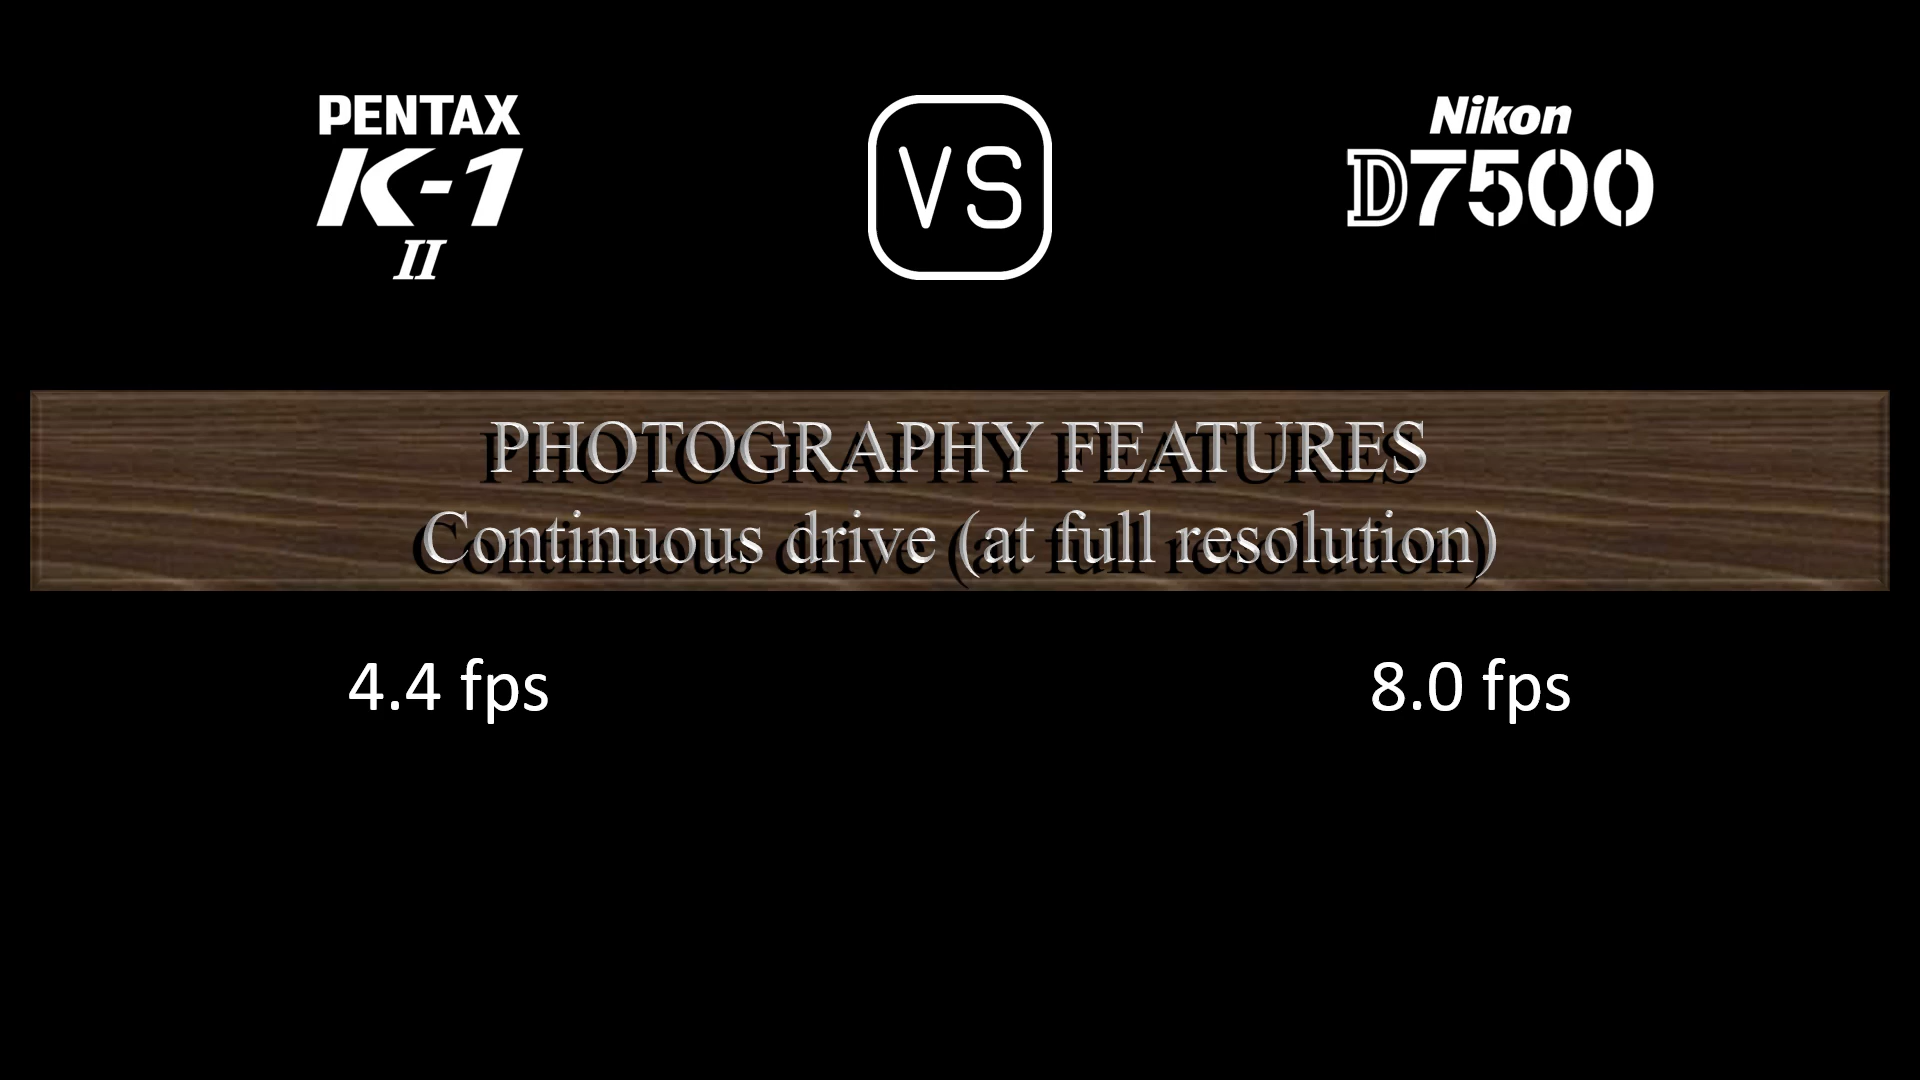 PENTAX
K-1
II
VS
Nikon
D7500
PHOTOGRAPHY FEATURES
Continuous drive (at full resolution)
4.4 fps
8.0 fps